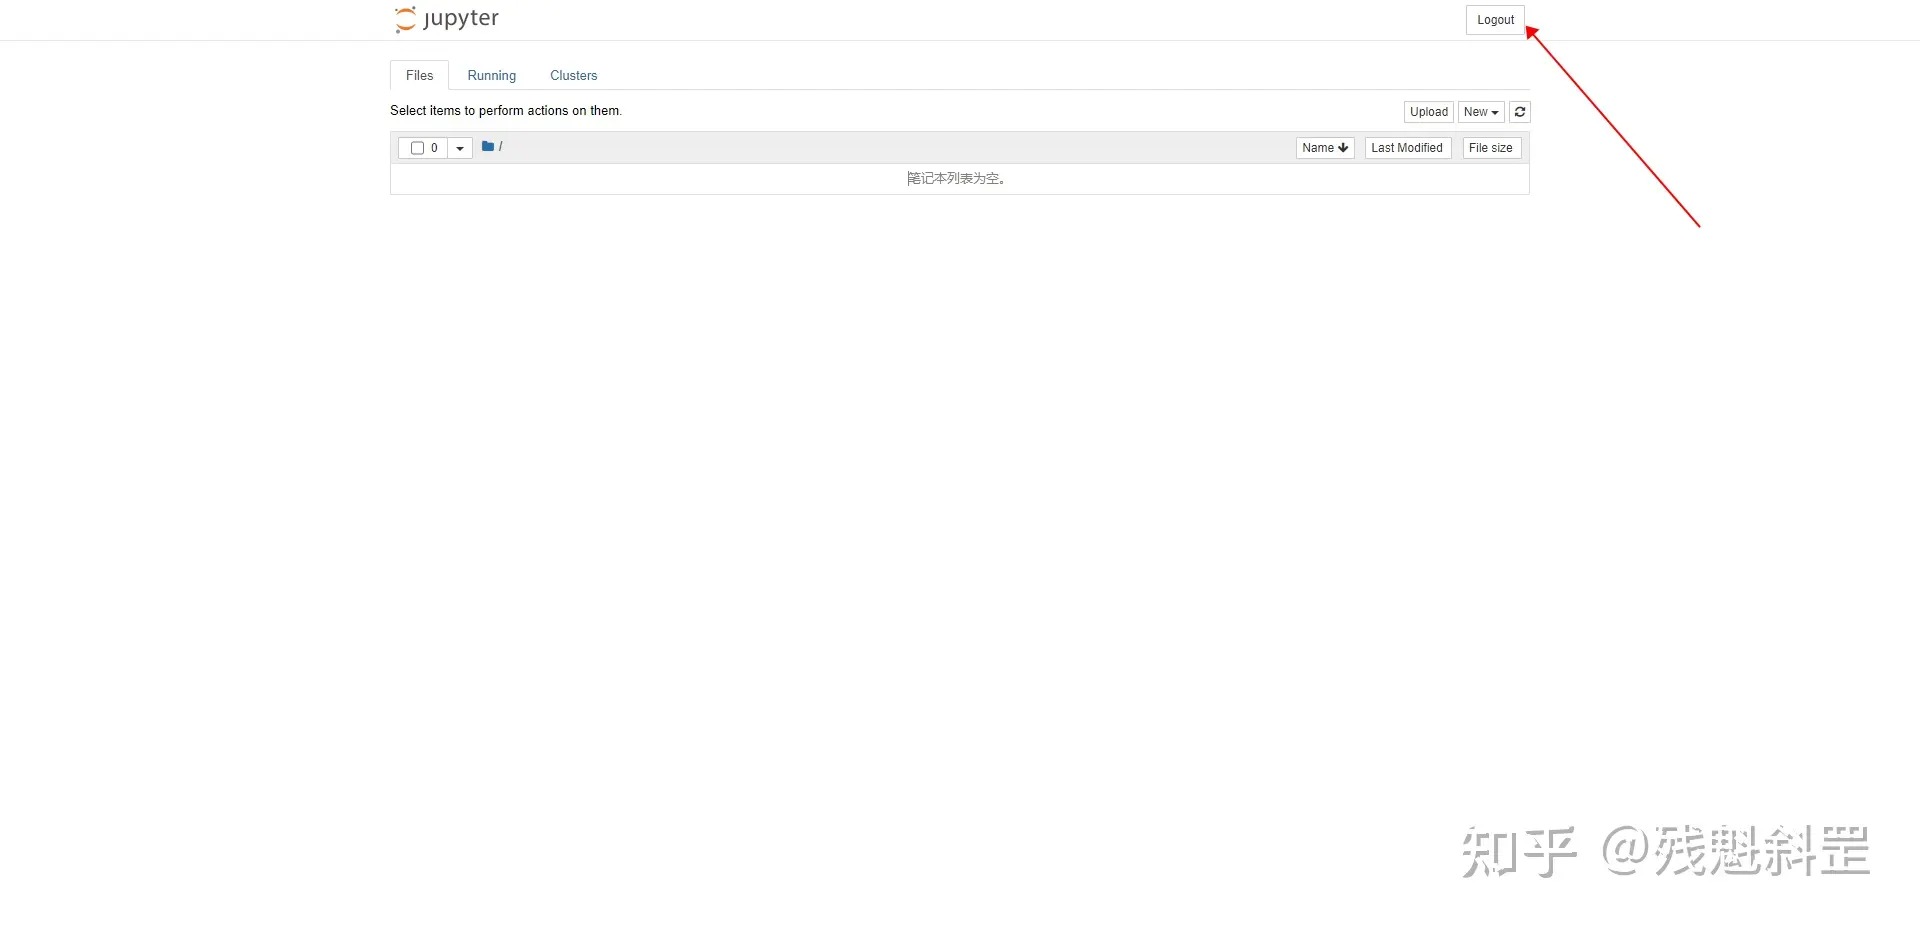 jupyter
Logout
Files Running Clusters
Select items to perform actions on them.
Upload New
0 / Name Last Modified File size
笔记本列表为空。
知乎 @残魁斜罡